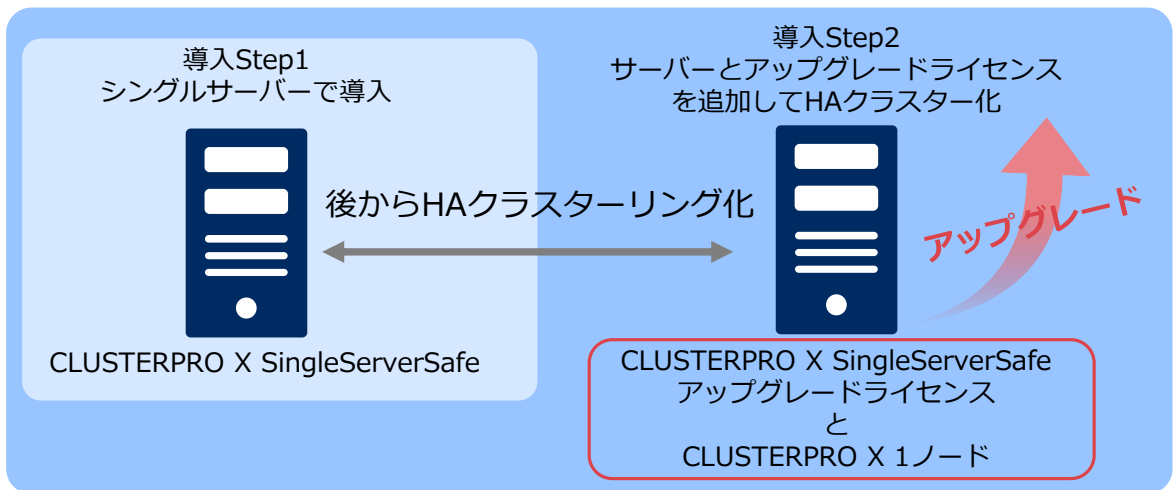 導入Step1
シングルサーバーで導入
導入Step2
サーバーとアップグレードライセンス
を追加してHAクラスター化
後からHAクラスターリング化
アップグレード
CLUSTERPRO X SingleServerSafe
CLUSTERPRO X SingleServerSafe
アップグレードライセンス
と
CLUSTERPRO X 1ノード